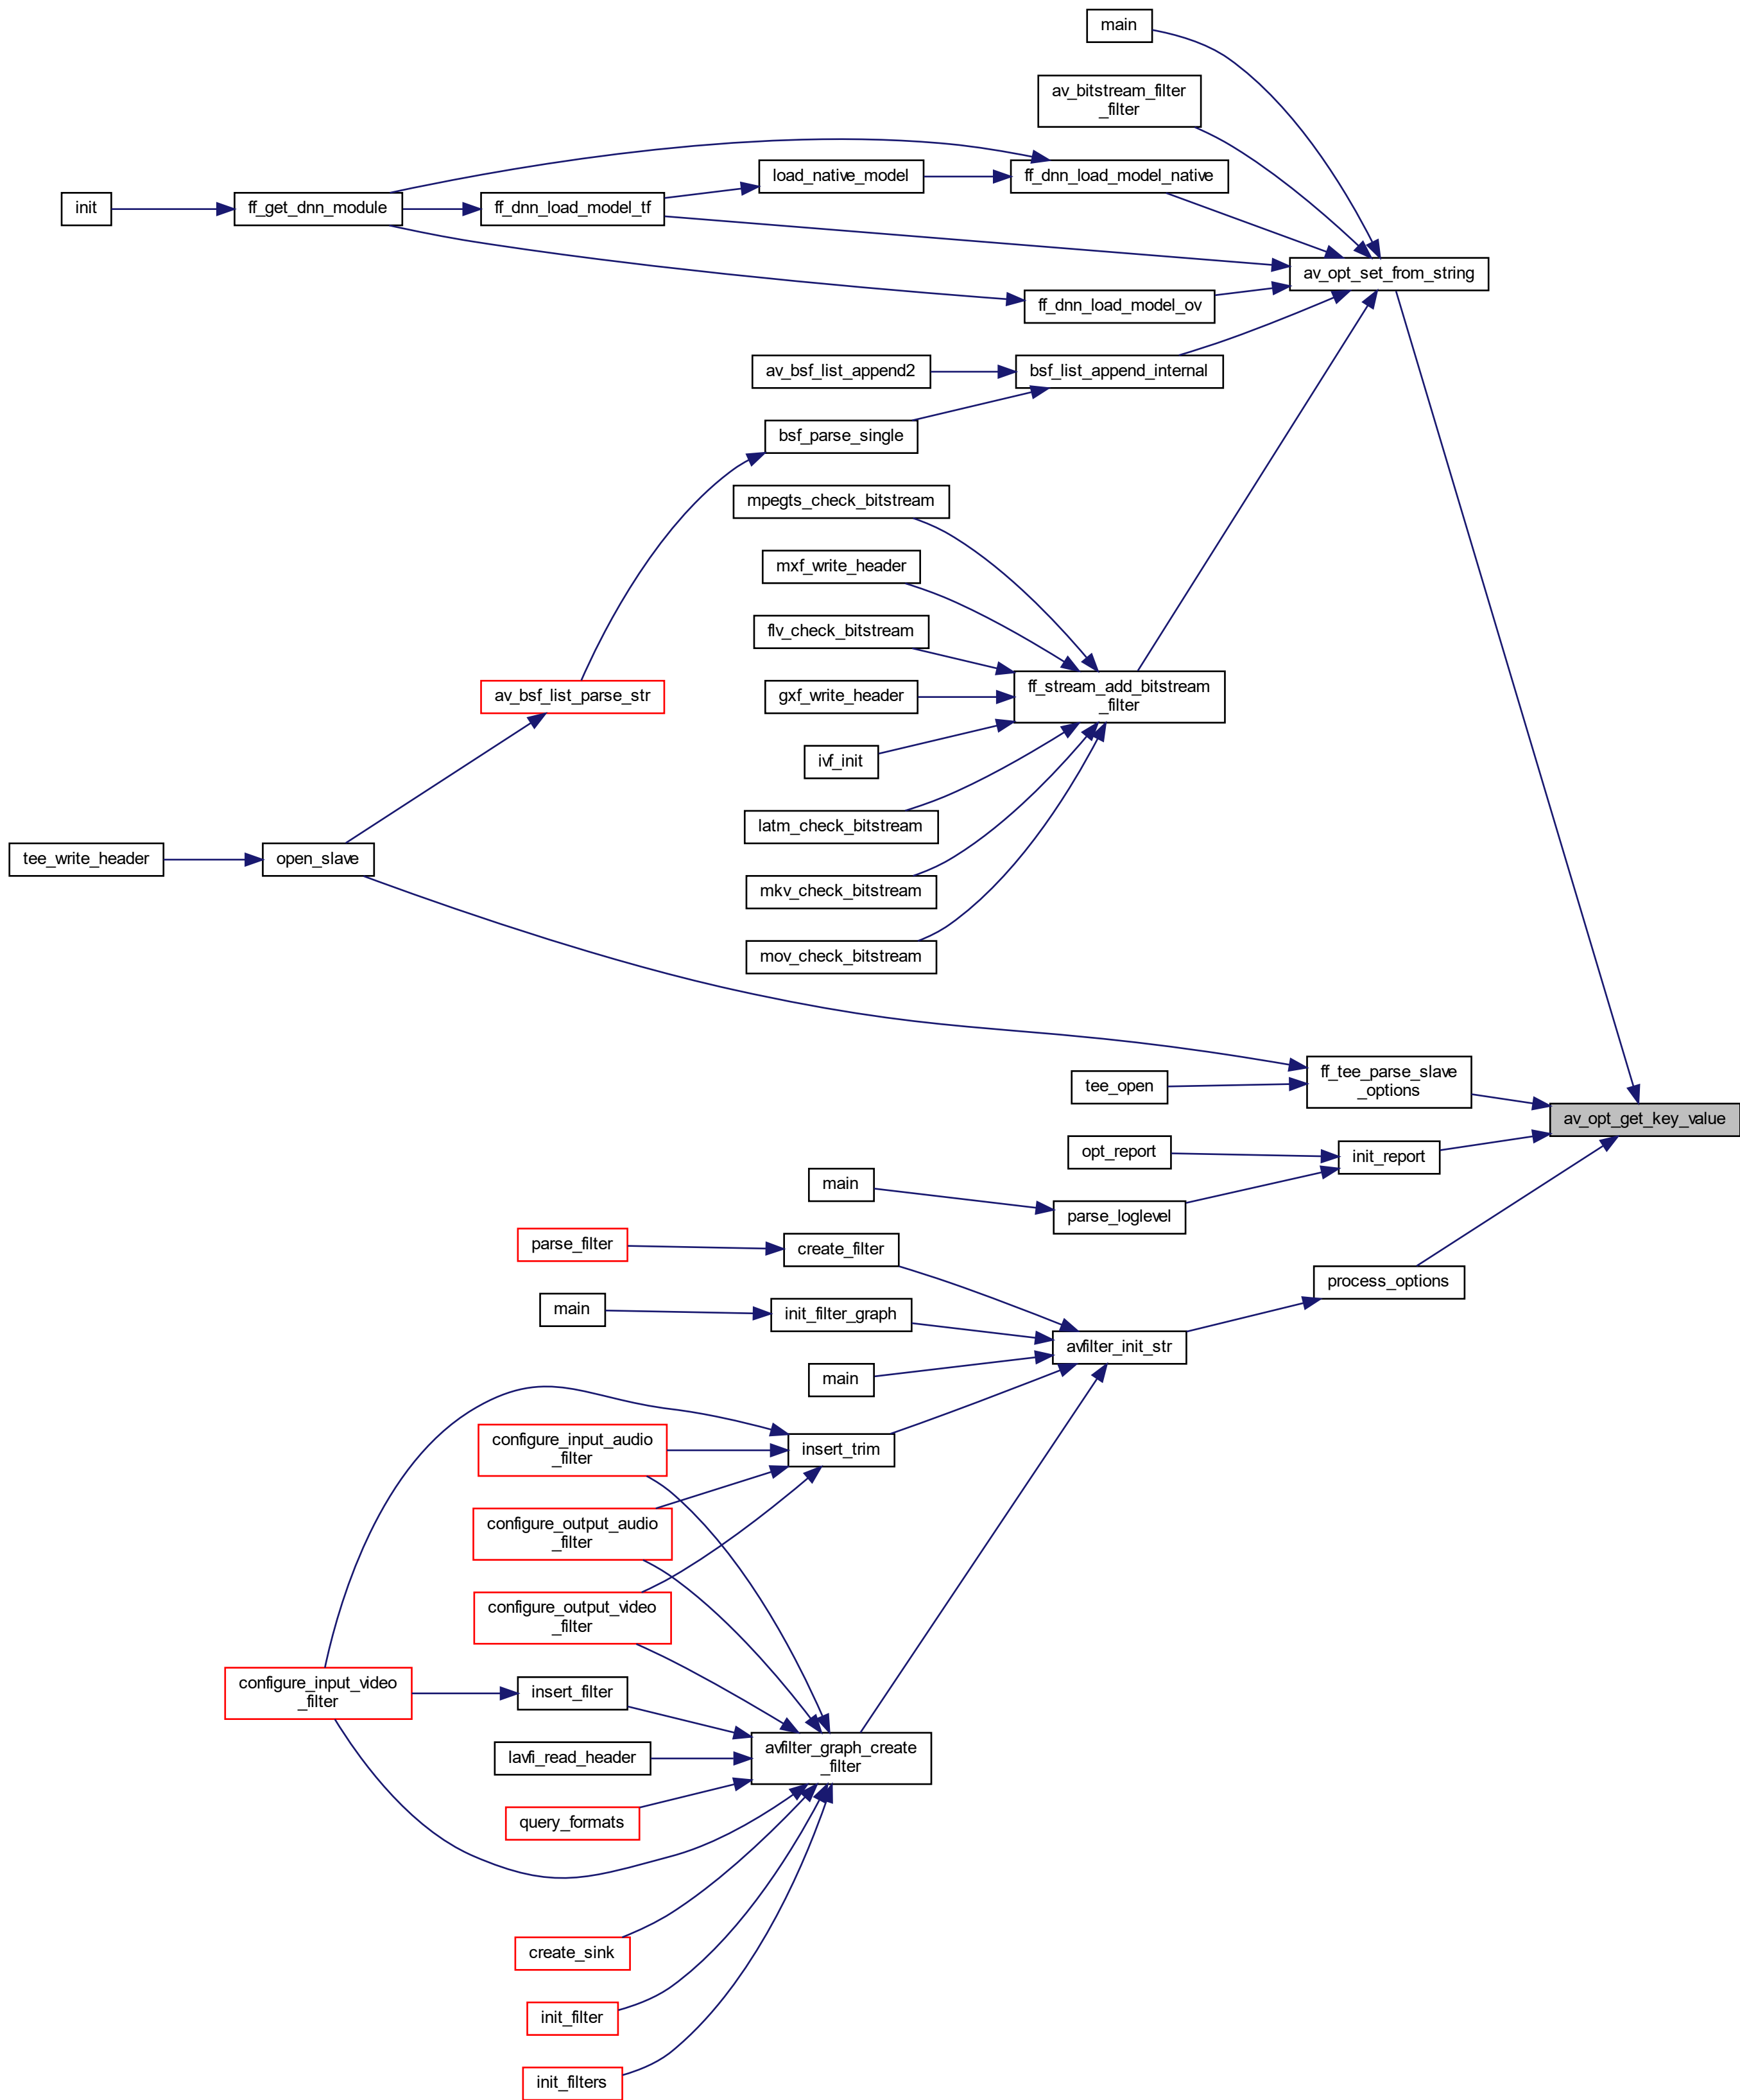 main
av_bitstream_filter
_filter
load_native_model
ff_dnn_load_model_native
init
ff_get_dnn_module
ff_dnn_load_model_tf
av_opt_set_from_string
ff_dnn_load_model_ov
av_bsf_list_append2
bsf_list_append_internal
bsf_parse_single
mpegts_check_bitstream
mxf_write_header
flv_check_bitstream
av_bsf_list_parse_str
gxf_write_header
ff_stream_add_bitstream
_filter
ivf_init
latm_check_bitstream
tee_write_header
open_slave
mkv_check_bitstream
mov_check_bitstream
ff_tee_parse_slave
_options
tee_open
av_opt_get_key_value
opt_report
init_report
main
parse_loglevel
parse_filter
create_filter
process_options
main
init_filter_graph
avfilter_init_str
main
configure_input_audio
_filter
insert_trim
configure_output_audio
_filter
configure_output_video
_filter
configure_input_video
_filter
insert_filter
lavfi_read_header
avfilter_graph_create
_filter
query_formats
create_sink
init_filter
init_filters